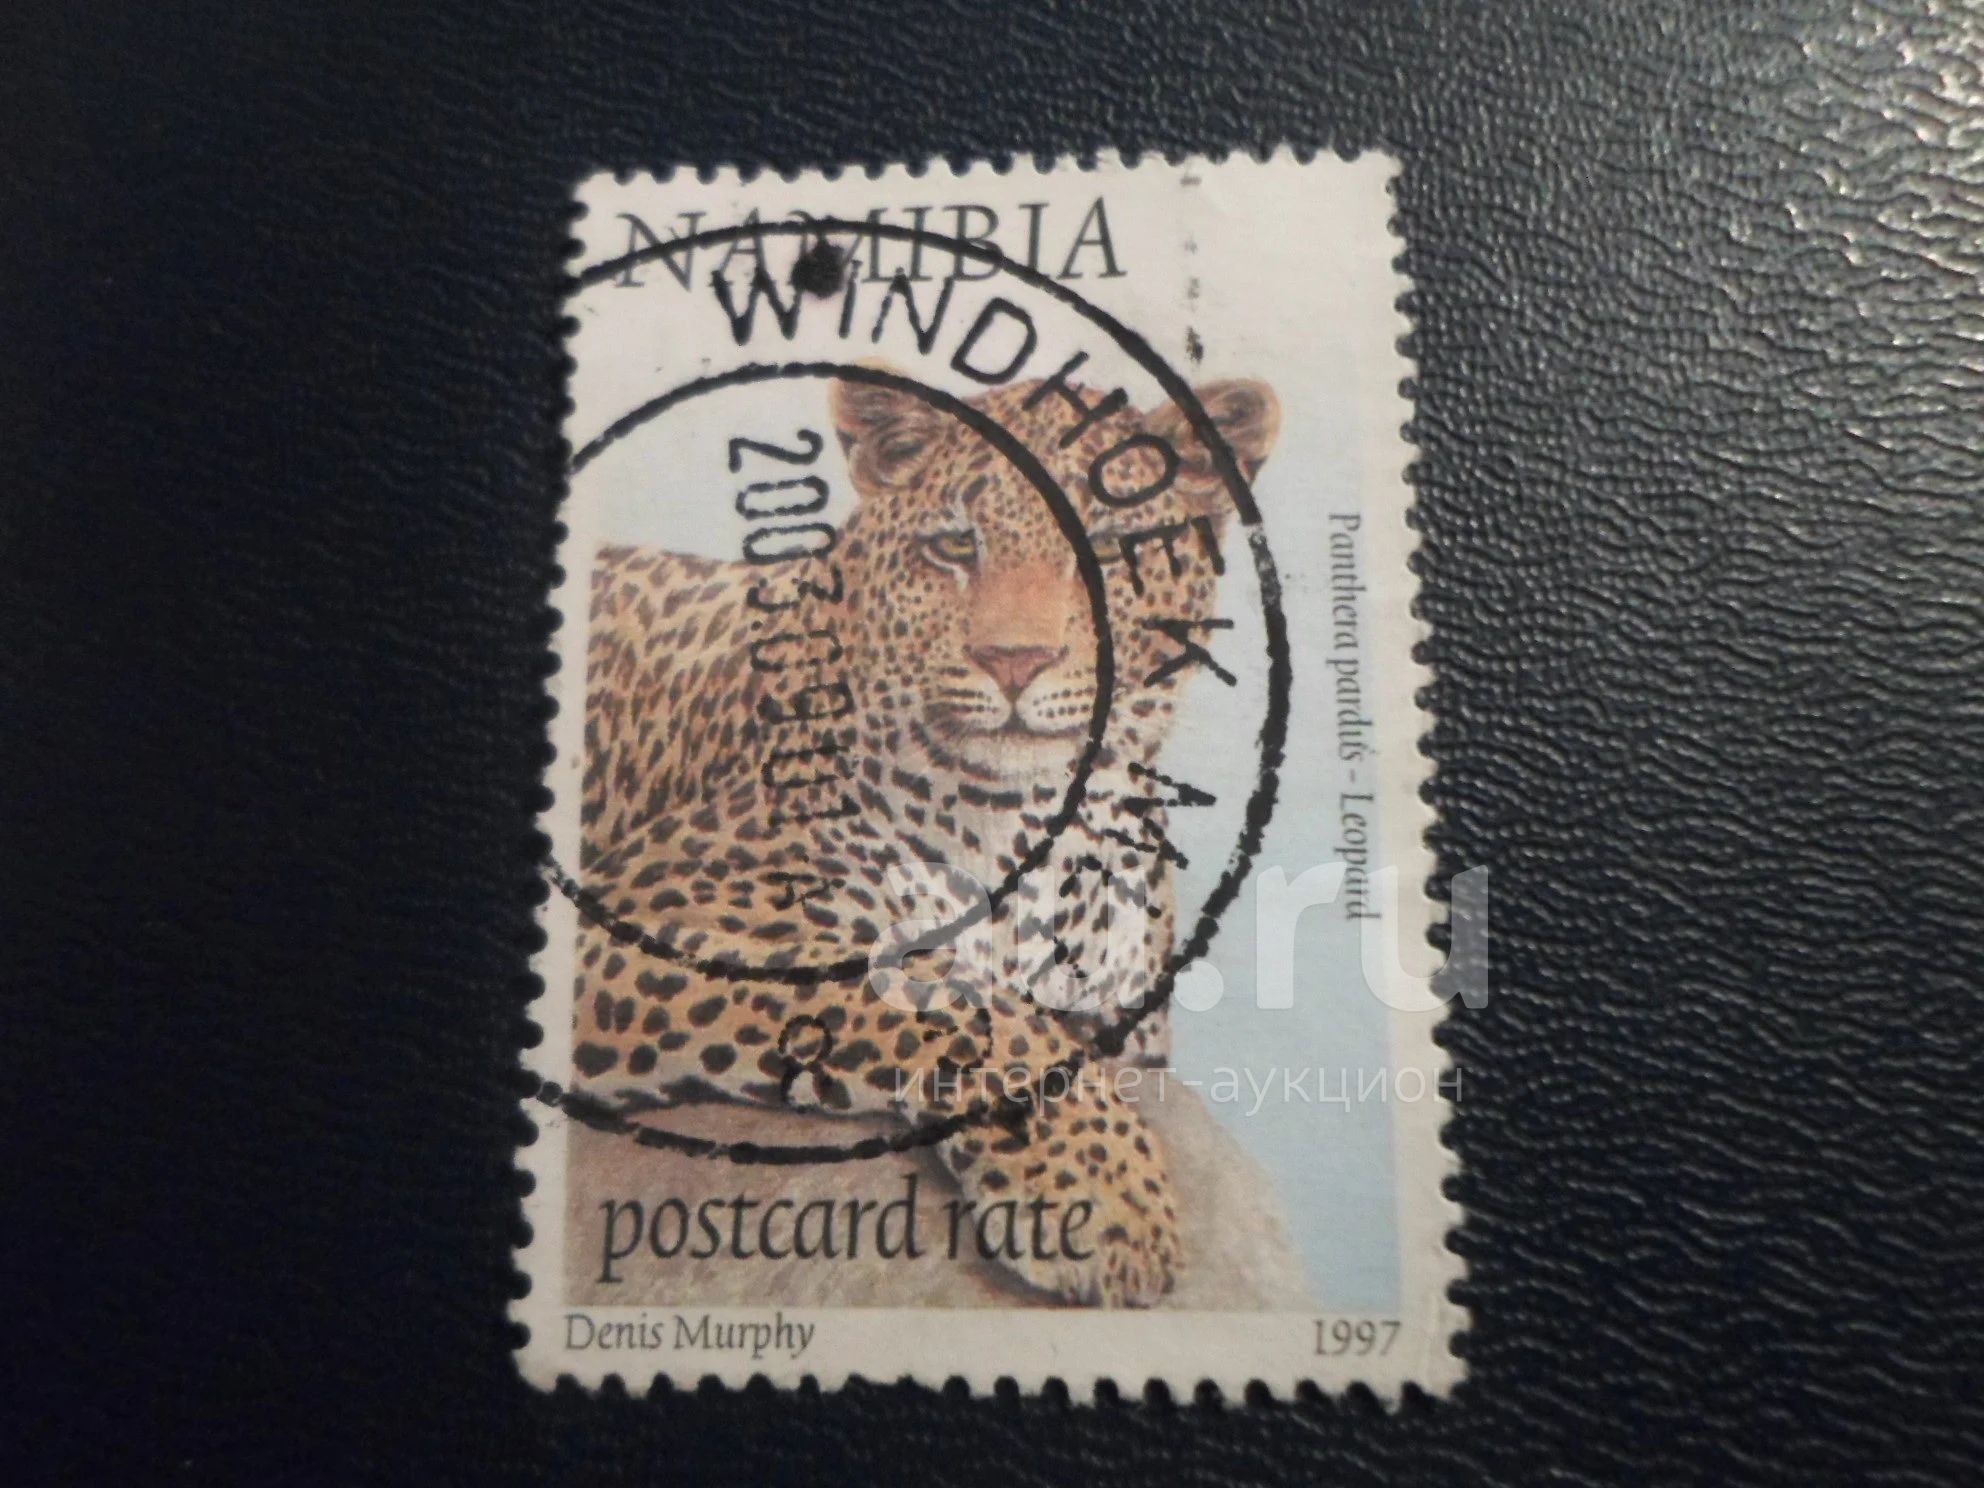 NAMIBIA
WINDHOEK
Panthera pardus - Leopard
au.ru
интернет-аукцион
postcard rate
Denis Murphy
1997